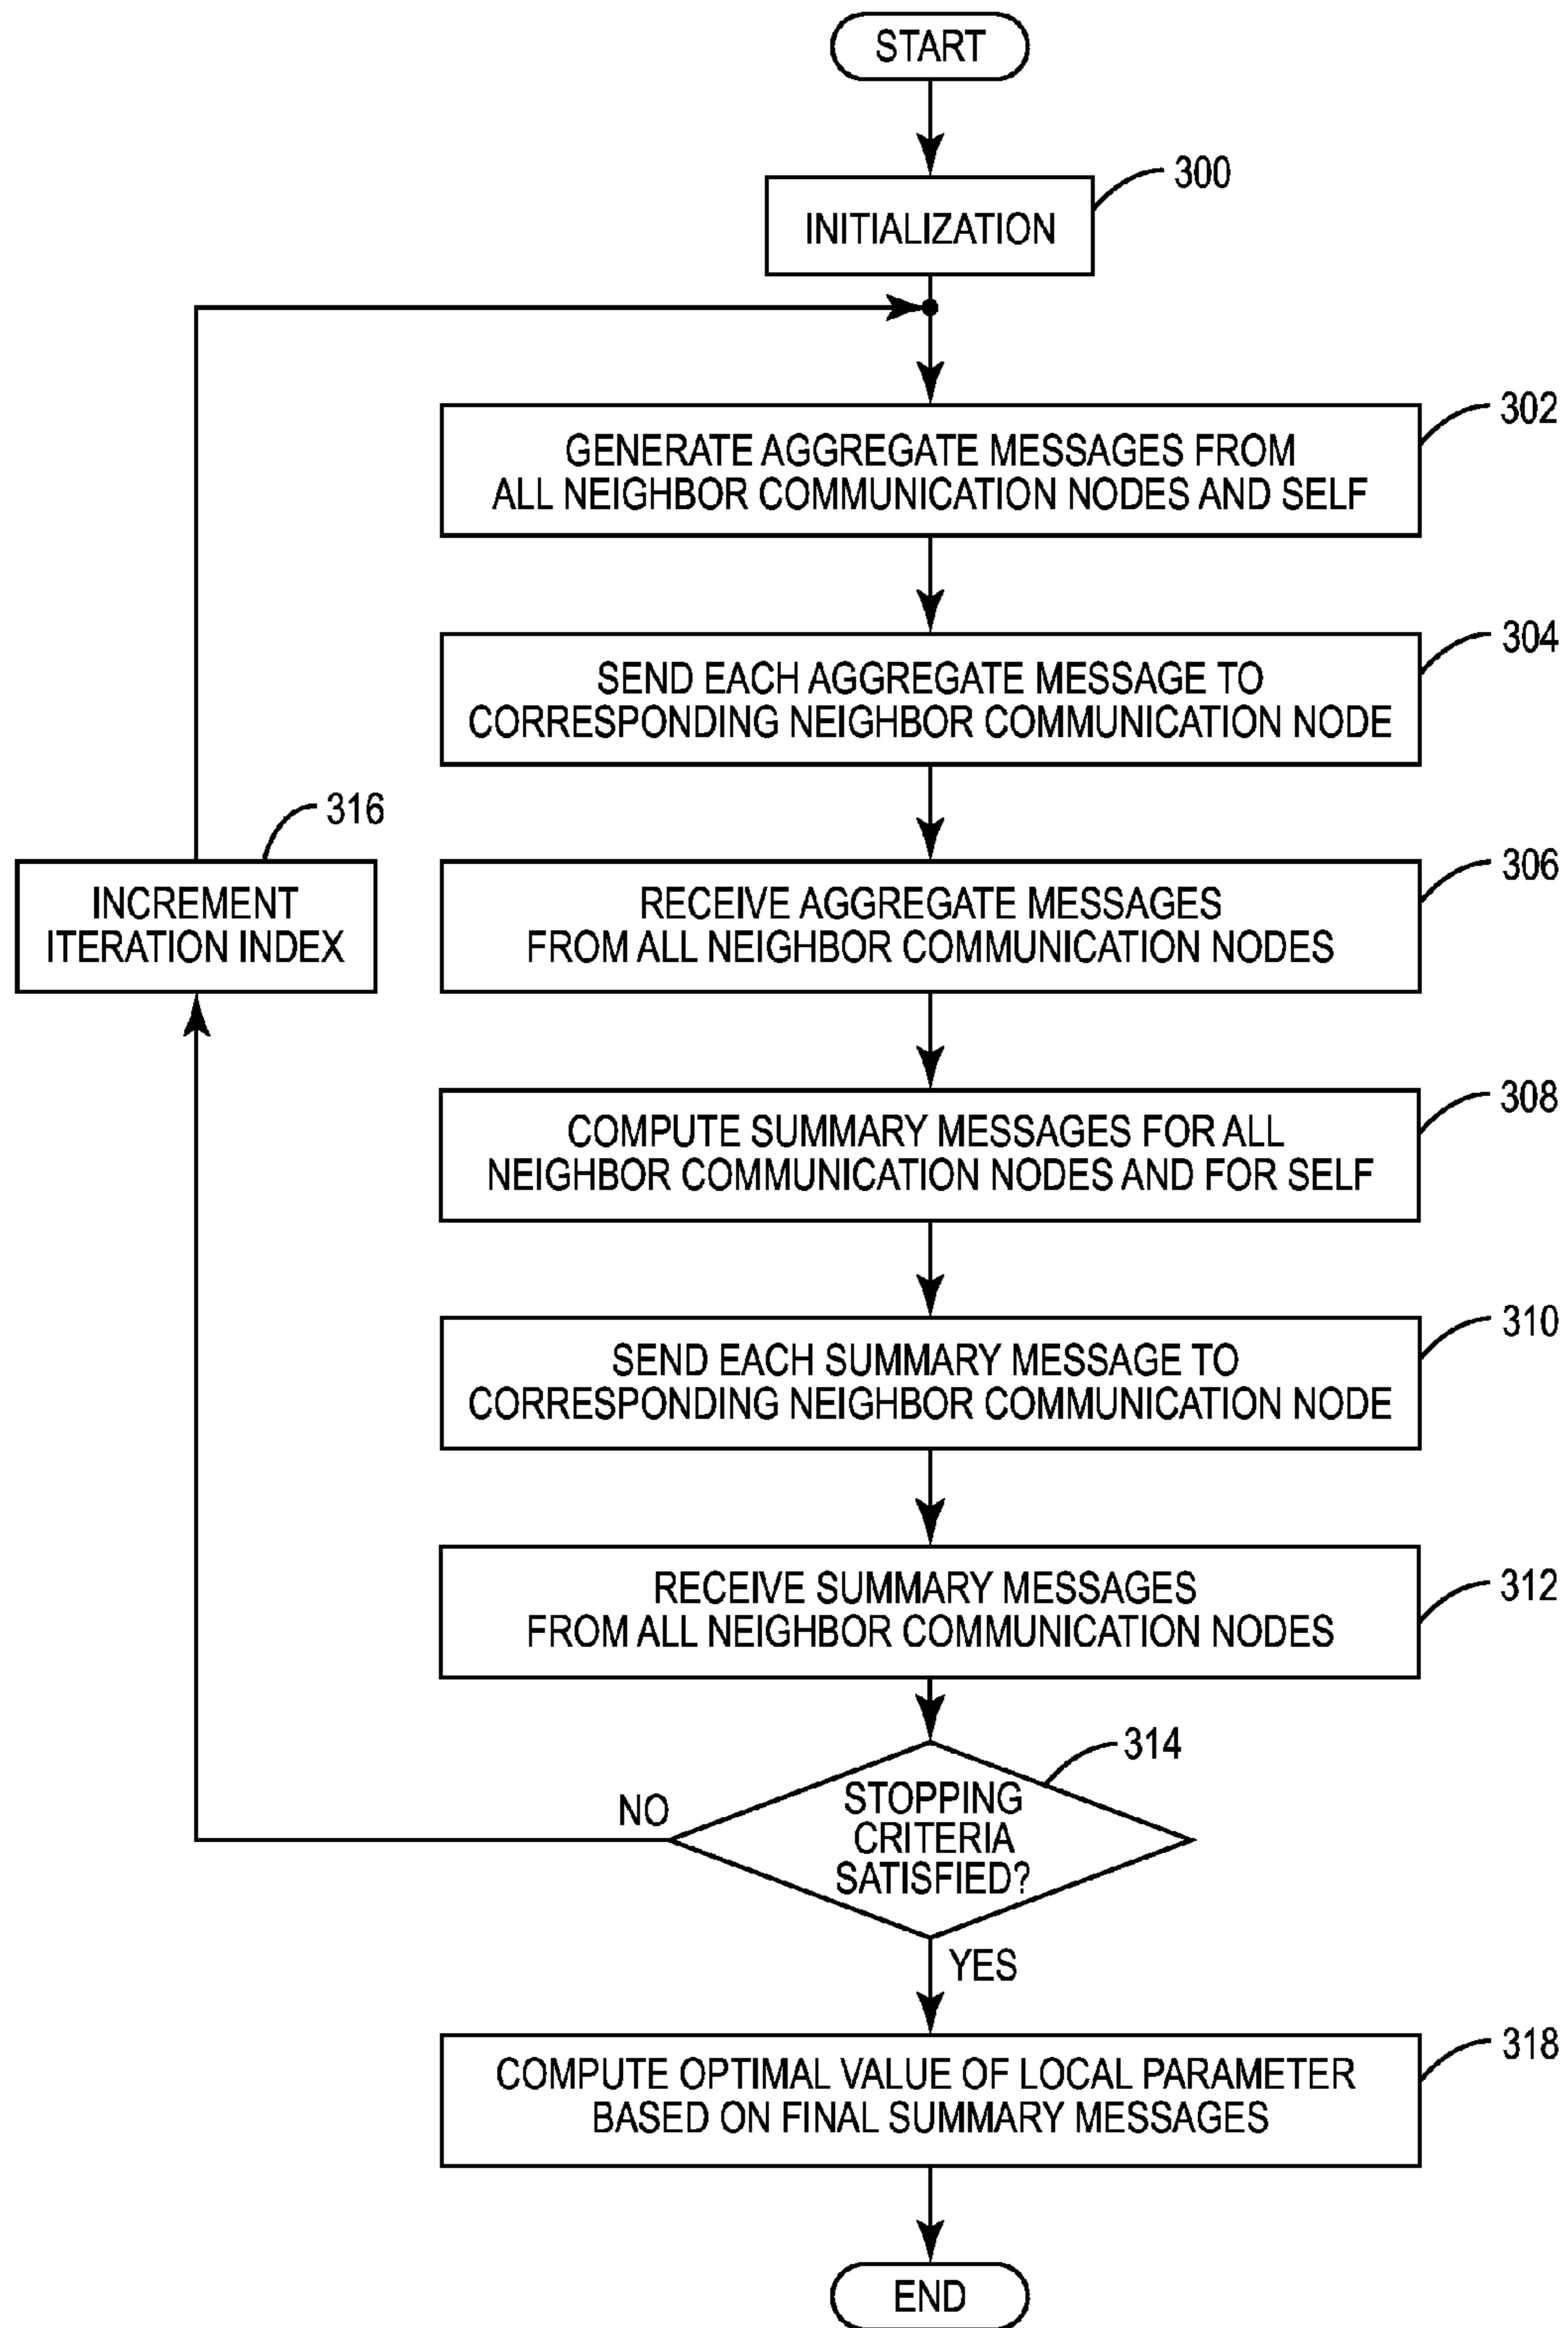 START
300
INITIALIZATION
302
GENERATE AGGREGATE MESSAGES FROM
ALL NEIGHBOR COMMUNICATION NODES AND SELF
304
SEND EACH AGGREGATE MESSAGE TO
CORRESPONDING NEIGHBOR COMMUNICATION NODE
316
INCREMENT
ITERATION INDEX
306
RECEIVE AGGREGATE MESSAGES
FROM ALL NEIGHBOR COMMUNICATION NODES
308
COMPUTE SUMMARY MESSAGES FOR ALL
NEIGHBOR COMMUNICATION NODES AND FOR SELF
310
SEND EACH SUMMARY MESSAGE TO
CORRESPONDING NEIGHBOR COMMUNICATION NODE
312
RECEIVE SUMMARY MESSAGES
FROM ALL NEIGHBOR COMMUNICATION NODES
314
STOPPING
CRITERIA
SATISFIED?
NO
YES
318
COMPUTE OPTIMAL VALUE OF LOCAL PARAMETER
BASED ON FINAL SUMMARY MESSAGES
END